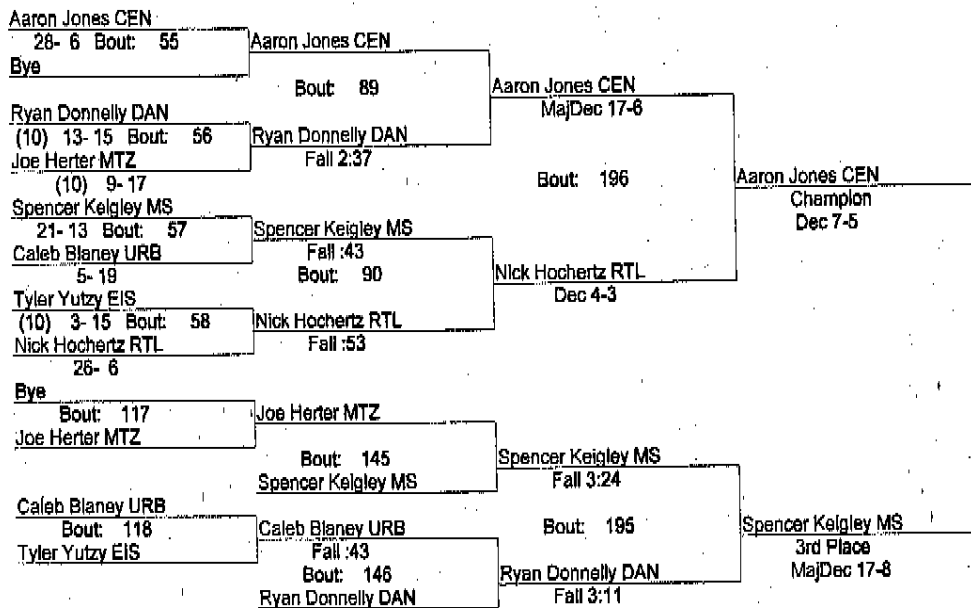 Aaron Jones CEN
28- 6 Bout: 55
Bye
Aaron Jones CEN
Bout: 89
Ryan Donnelly DAN
(10) 13- 15 Bout: 56
Joe Herter MTZ
(10) 9- 17
Ryan Donnelly DAN
Fall 2:37
Aaron Jones CEN
MajDec 17-6
Spencer Keigley MS
21- 13 Bout: 57
Caleb Blaney URB
5- 19
Spencer Keigley MS
Fall :43
Bout: 90
Tyler Yutzy EIS
(10) 3- 15 Bout: 58
Nick Hochertz RTL
26- 6
Nick Hochertz RTL
Fall :53
Nick Hochertz RTL
Dec 4-3
Bout: 196
Aaron Jones CEN
Champion
Dec 7-5
Bye
Bout: 117
Joe Herter MTZ
Joe Herter MTZ
Bout: 145
Spencer Keigley MS
Spencer Keigley MS
Fall 3:24
Caleb Blaney URB
Bout: 118
Tyler Yutzy EIS
Caleb Blaney URB
Fall :43
Bout: 146
Ryan Donnelly DAN
Ryan Donnelly DAN
Fall 3:11
Bout: 195
Spencer Keigley MS
3rd Place
MajDec 17-8